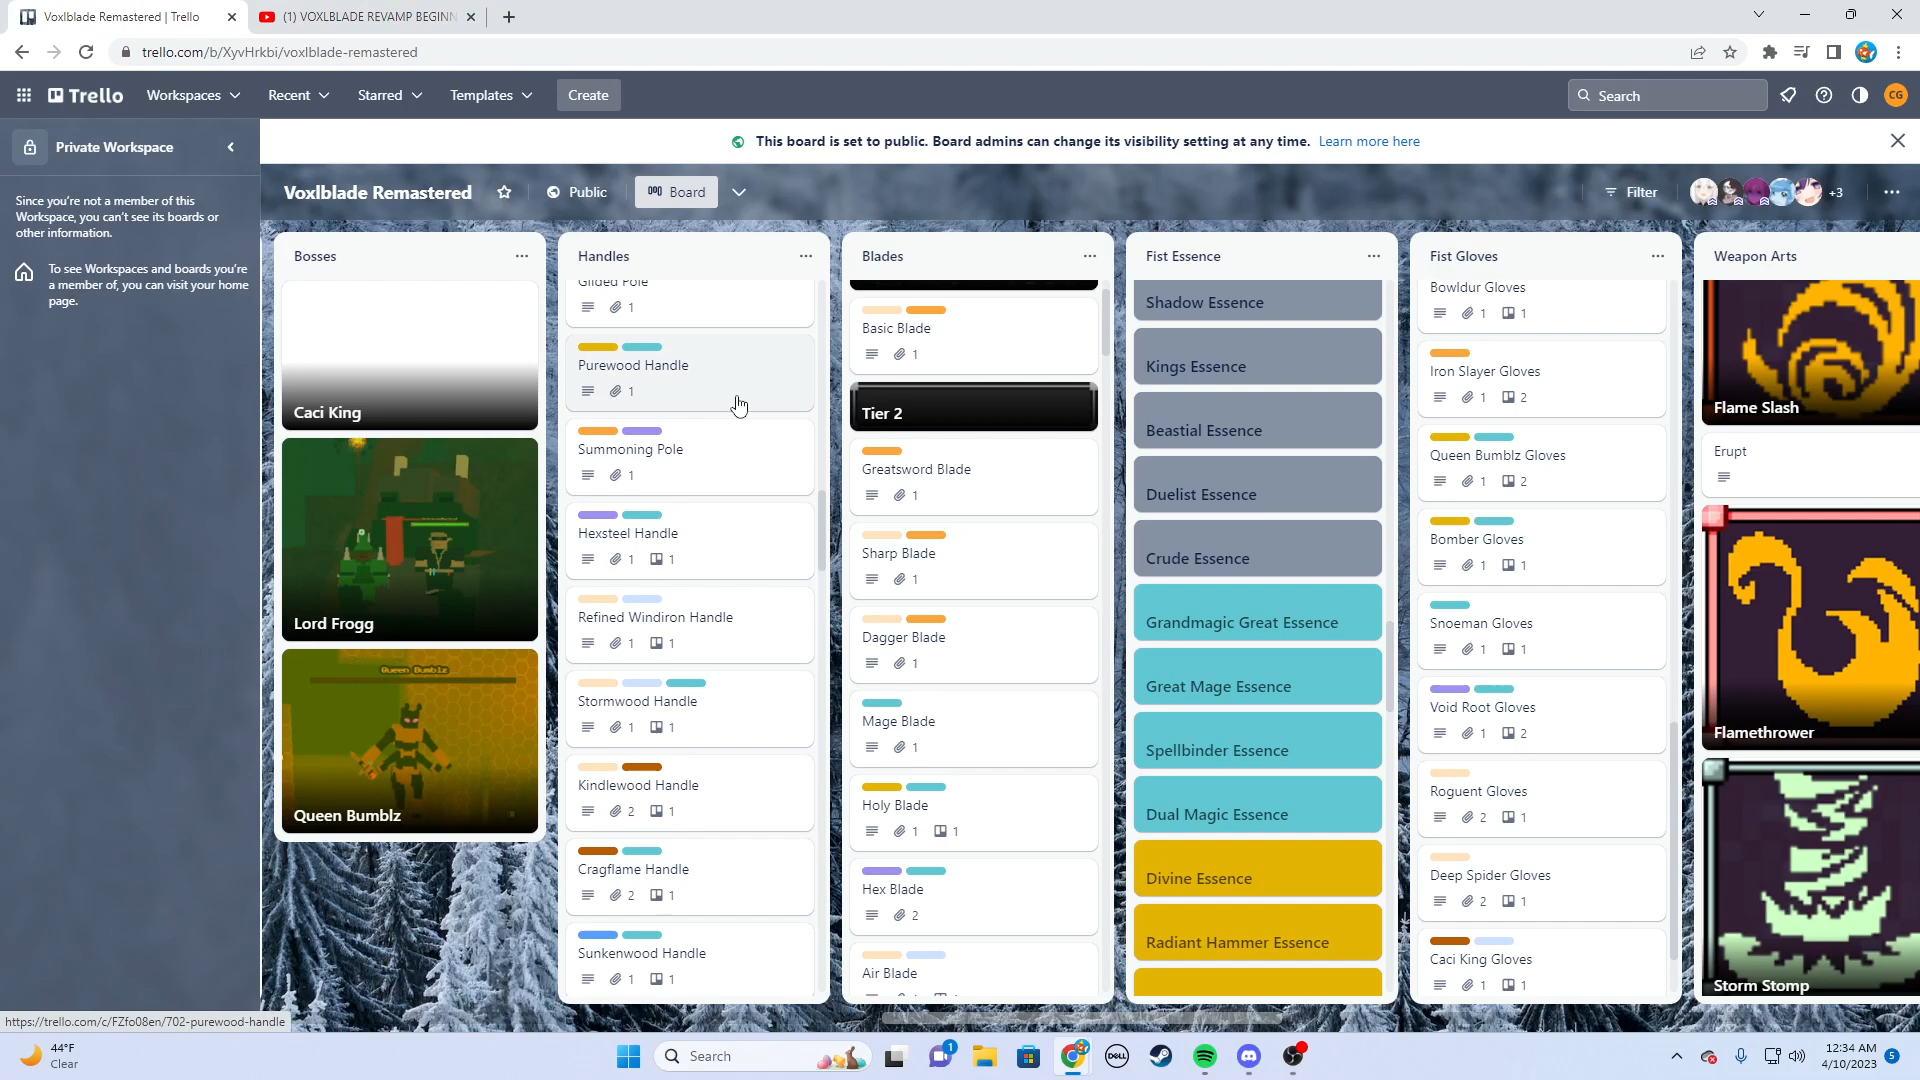 Voxlblade Remastered | Trello
(1) VOXLBLADE REVAMP BEGINN
trello.com/b/XyvHrkbi/voxlblade-remastered
Trello
Workspaces
Recent
Starred
Templates
Create
Search
CG
Private Workspace
This board is set to public. Board admins can change its visibility setting at any time. Learn more here
Since you're not a member of this
Workspace, you can't see its boards or
other information.
To see Workspaces and boards you're
a member of, you can visit your home
page.
Voxlblade Remastered
Public
Board
Filter
+3
Bosses
Caci King
Lord Frogg
Queen Bumblz
Queen Bumblz
Handles
Gilded Pole
1
Purewood Handle
1
Summoning Pole
1
Hexsteel Handle
1 1
Refined Windiron Handle
1 1
Stormwood Handle
1 1
Kindlewood Handle
2 1
Cragflame Handle
2 1
Sunkenwood Handle
1 1
Blades
Basic Blade
1
Tier 2
Greatsword Blade
1
Sharp Blade
1
Dagger Blade
1
Mage Blade
1
Holy Blade
1 1
Hex Blade
2
Air Blade
Fist Essence
Shadow Essence
Kings Essence
Beastial Essence
Duelist Essence
Crude Essence
Grandmagic Great Essence
Great Mage Essence
Spellbinder Essence
Dual Magic Essence
Divine Essence
Radiant Hammer Essence
Fist Gloves
Bowldur Gloves
1 1
Iron Slayer Gloves
1 2
Queen Bumblz Gloves
1 2
Bomber Gloves
1 1
Snoeman Gloves
1 1
Void Root Gloves
1 2
Roguent Gloves
2 1
Deep Spider Gloves
2 1
Caci King Gloves
1 1
Weapon Arts
Flame Slash
Erupt
Flamethrower
Storm Stomp
https://trello.com/c/FZfo08en/702-purewood-handle
44°F
Clear
Search
1
DELL
12:34 AM
4/10/2023
5